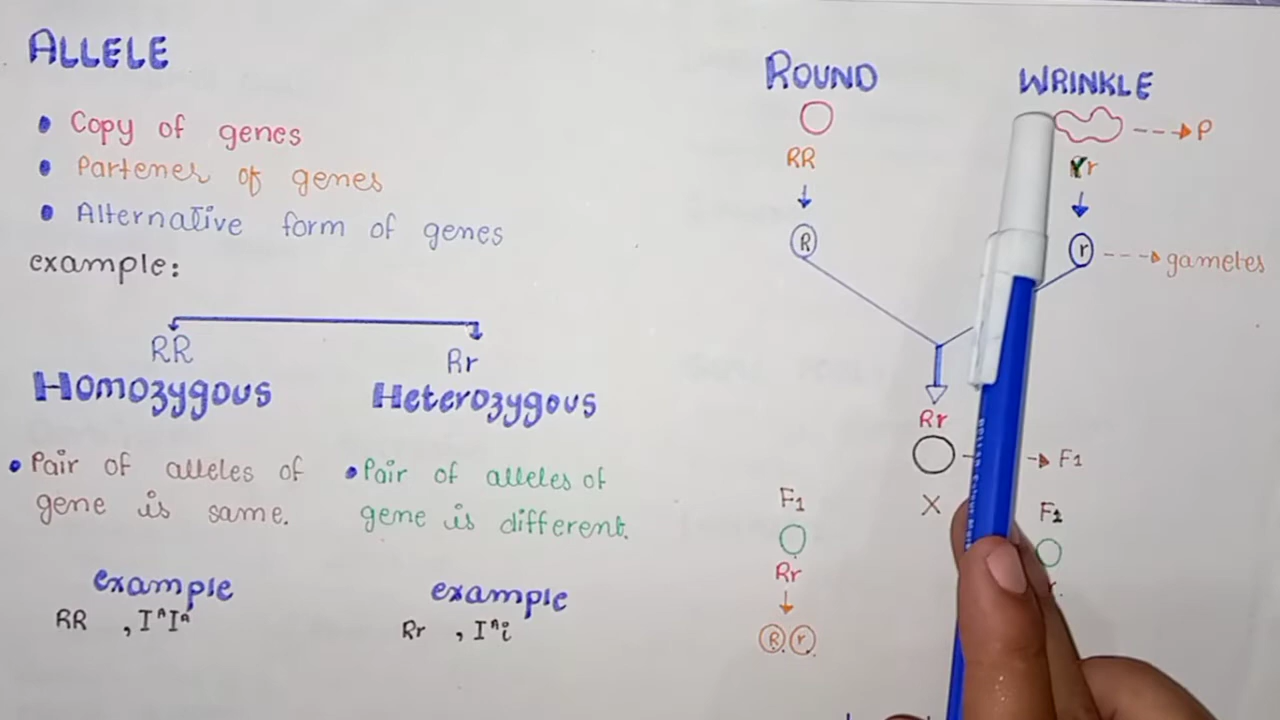 ALLELE
• Copy of genes
• Partener of genes
• Alternative form of genes
example:
RR
Rr
Homozygous
Heterozygous
• Pair of alleles of
gene is same.
• Pair of alleles of
gene is different.
example
RR , IᴬIᴬ
example
Rr , Iᴬi
ROUND
WRINKLE
P
RR
rr
R
r
gametes
Rr
F1
X
F1
F1
Rr
r.
R r